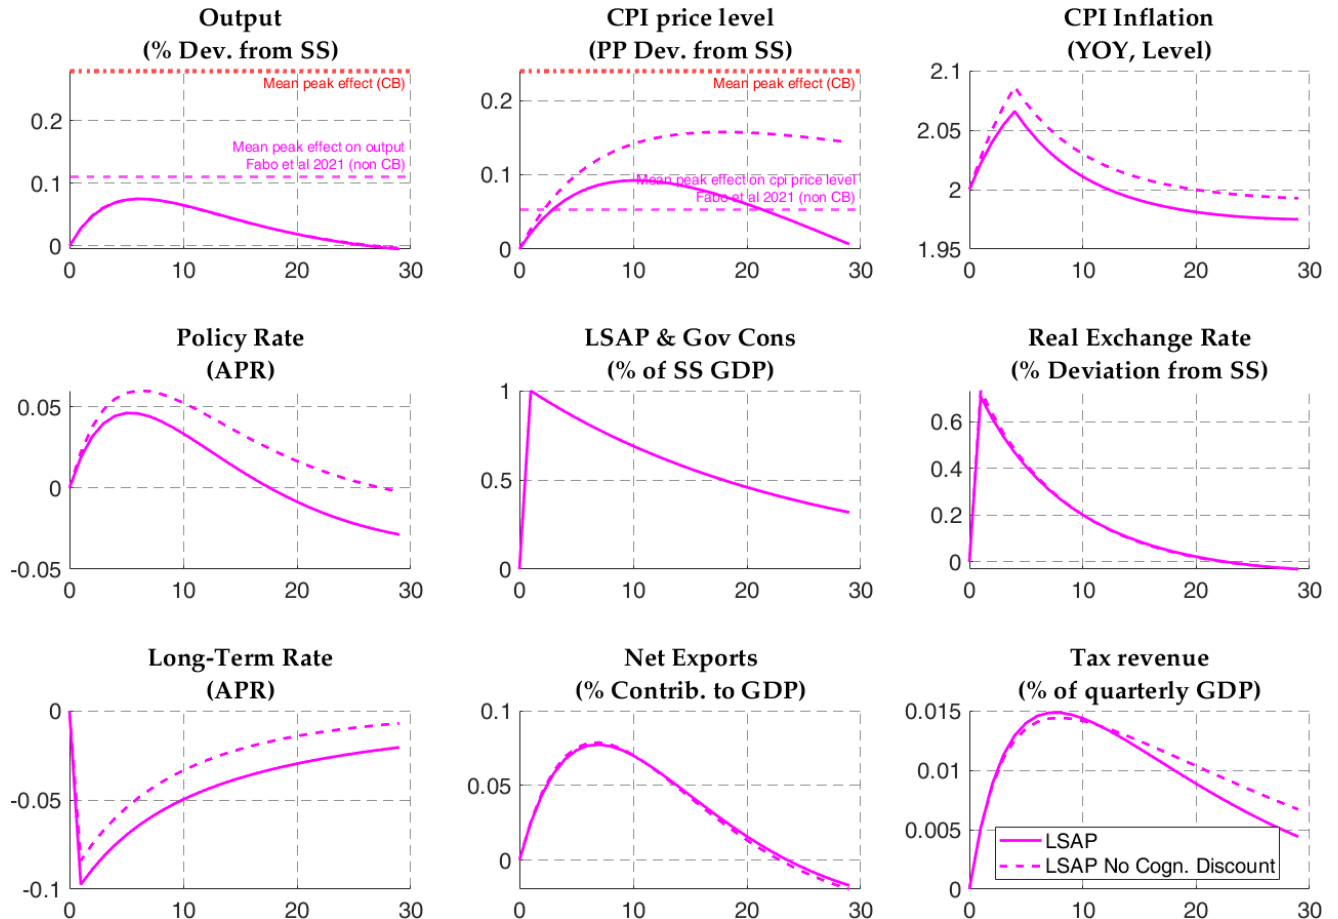 Output
(% Dev. from SS)
Mean peak effect (CB)
Mean peak effect on output
Fabo et al 2021 (non CB)
0.2
0.1
0
0
10
20
30
CPI price level
(PP Dev. from SS)
Mean peak effect (CB)
Mean peak effect on cpi price level
Fabo et al 2021 (non CB)
0.2
0.1
0
0
10
20
30
CPI Inflation
(YOY, Level)
2.1
2.05
2
1.95
0
10
20
30
Policy Rate
(APR)
0.05
0
-0.05
0
10
20
30
LSAP & Gov Cons
(% of SS GDP)
1
0.5
0
0
10
20
30
Real Exchange Rate
(% Deviation from SS)
0.6
0.4
0.2
0
0
10
20
30
Long-Term Rate
(APR)
0
-0.05
-0.1
0
10
20
30
Net Exports
(% Contrib. to GDP)
0.1
0.05
0
0
10
20
30
Tax revenue
(% of quarterly GDP)
0.015
0.01
0.005
0
0
10
20
30
LSAP
LSAP No Cogn. Discount